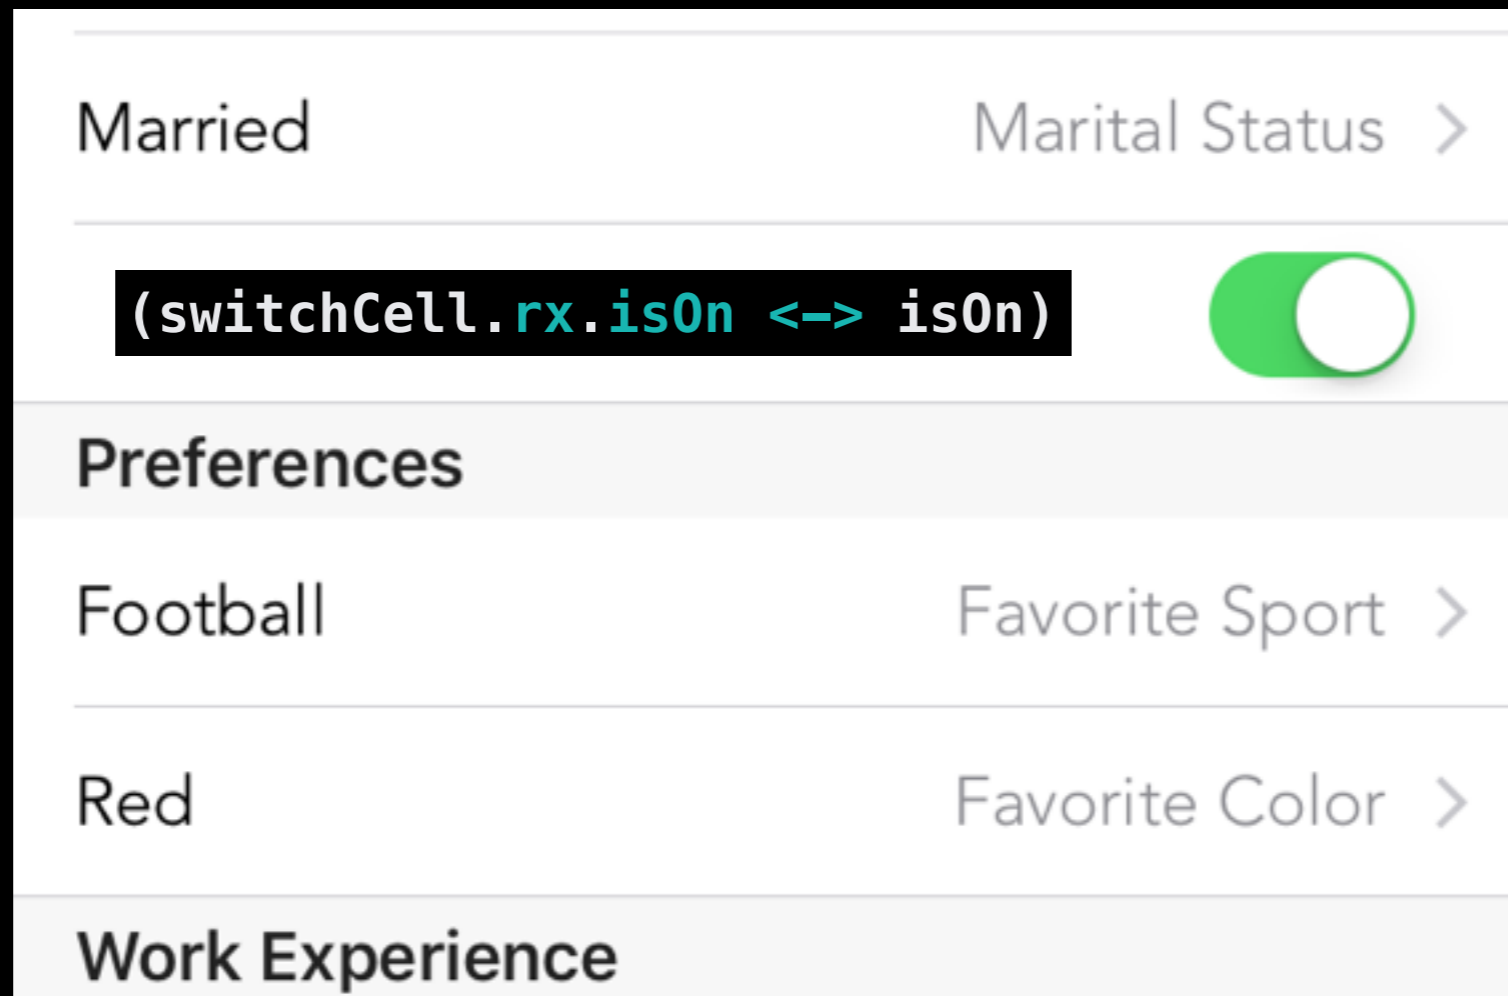 Married Marital Status
(switchCell.rx.isOn <-> isOn)
Preferences
Football Favorite Sport
Red Favorite Color
Work Experience